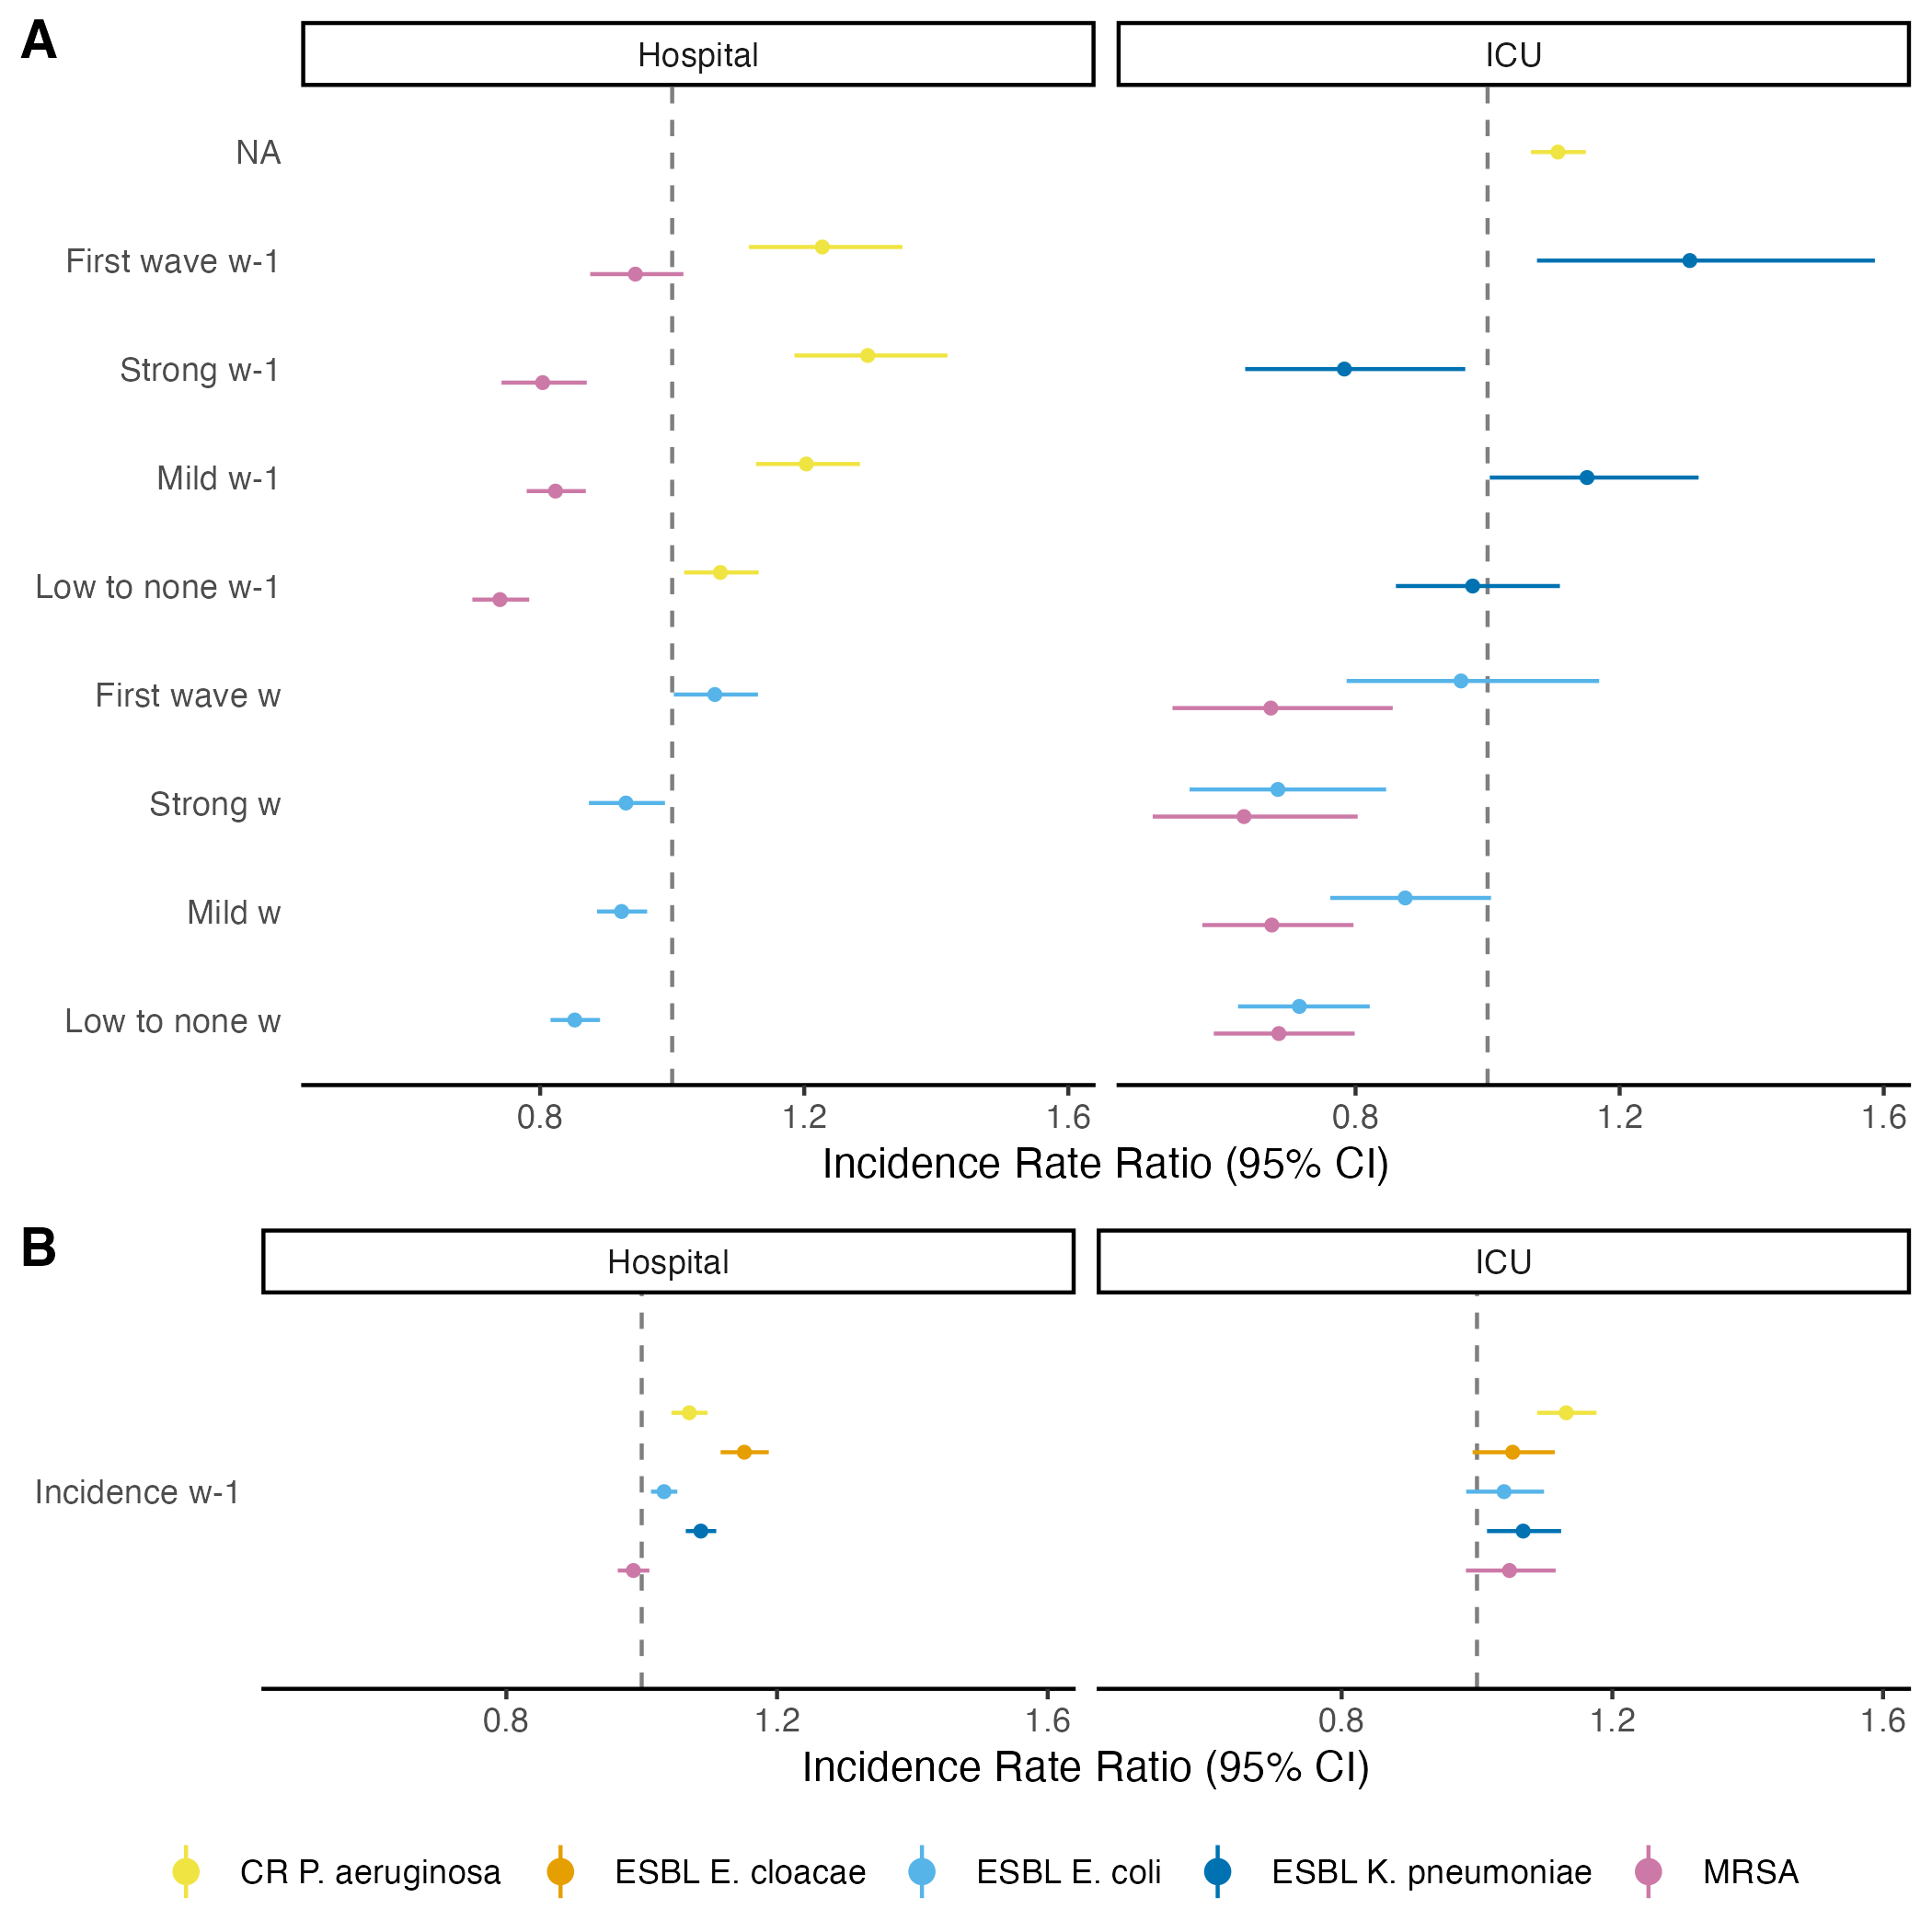 A
Hospital
ICU
NA
First wave w-1
Strong w-1
Mild w-1
Low to none w-1
First wave w
Strong w
Mild w
Low to none w
0.8 1.2 1.6 0.8 1.2 1.6
Incidence Rate Ratio (95% CI)
B
Hospital
ICU
Incidence w-1
0.8 1.2 1.6 0.8 1.2 1.6
Incidence Rate Ratio (95% CI)
CR P. aeruginosa ESBL E. cloacae ESBL E. coli ESBL K. pneumoniae MRSA